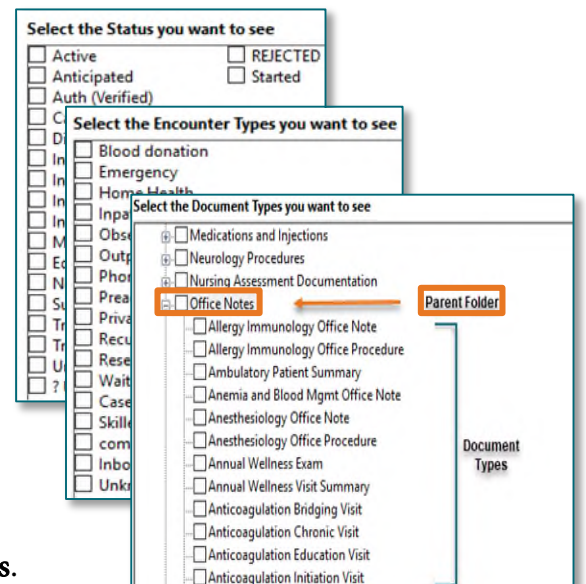 Select the Status you want to see
Active
REJECTED
Anticipated
Started
Auth (Verified)
Select the Encounter Types you want to see
Blood donation
Emergency
Home Health
Select the Document Types you want to see
Medications and Injections
Neurology Procedures
Nursing Assessment Documentation
Office Notes
Parent Folder
Allergy Immunology Office Note
Allergy Immunology Office Procedure
Ambulatory Patient Summary
Anemia and Blood Mgmt Office Note
Anesthesiology Office Note
Anesthesiology Office Procedure
Annual Wellness Exam
Annual Wellness Visit Summary
Anticoagulation Bridging Visit
Anticoagulation Chronic Visit
Anticoagulation Education Visit
Anticoagulation Initiation Visit
Document
Types
s.